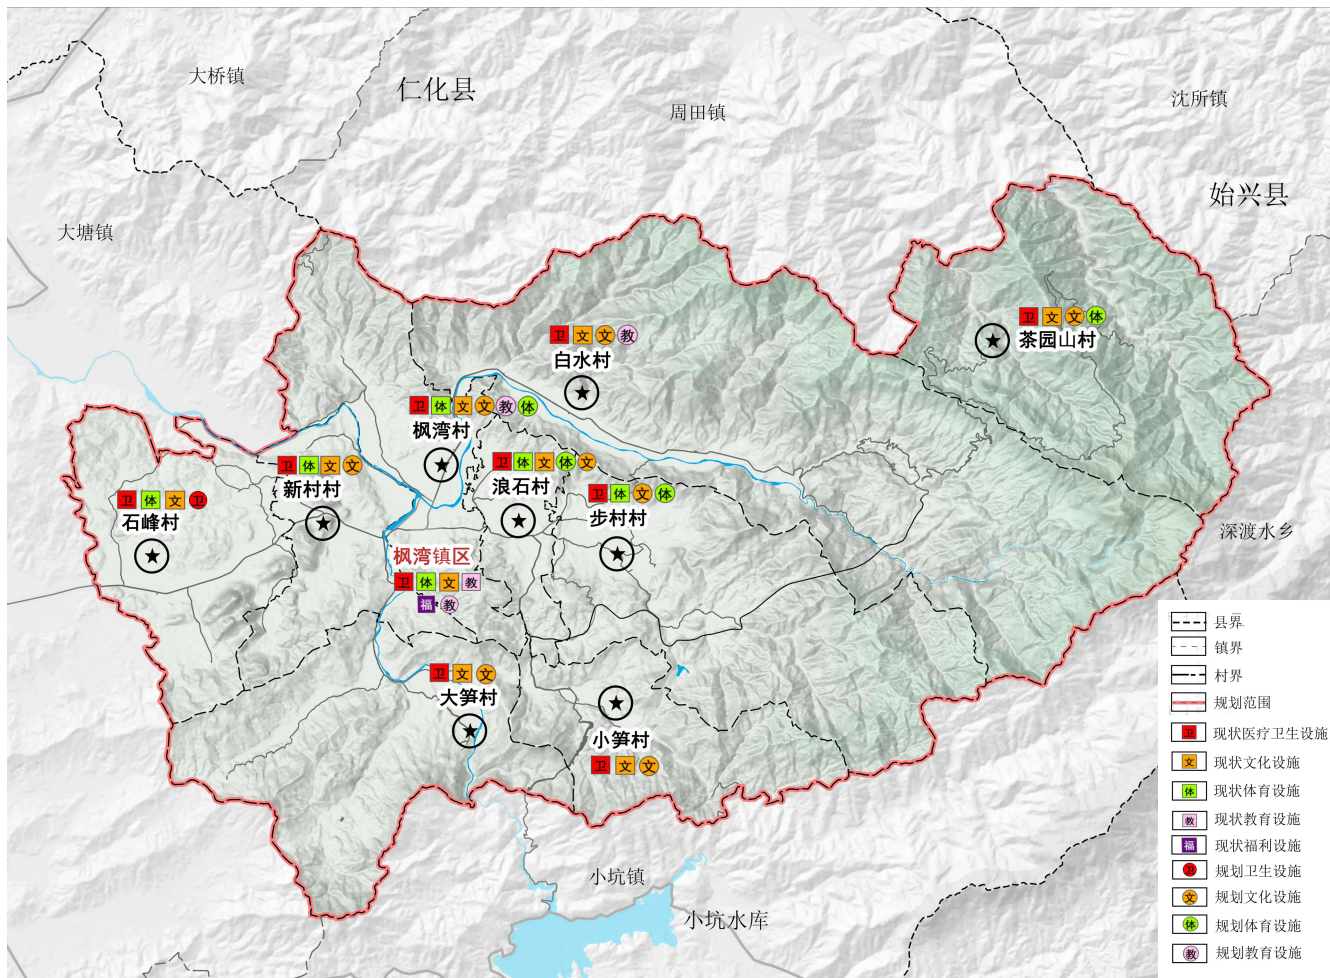 大桥镇
仁化县
周田镇
沈所镇
始兴县
大塘镇
卫 文 文 体
茶园山村
卫 文 文 教
白水村
卫 体 文 文 教 体
枫湾村
卫 体 文 文
新村村
卫 体 文 体 文
浪石村
卫 体 文 体
步村村
卫 体 文 卫
石峰村
深渡水乡
枫湾镇区
卫 体 文 教
福 教
卫 文 文
大笋村
小笋村
卫 文 文
小坑镇
小坑水库
县界
镇界
村界
规划范围
卫 现状医疗卫生设施
文 现状文化设施
体 现状体育设施
教 现状教育设施
福 现状福利设施
卫 规划卫生设施
文 规划文化设施
体 规划体育设施
教 规划教育设施